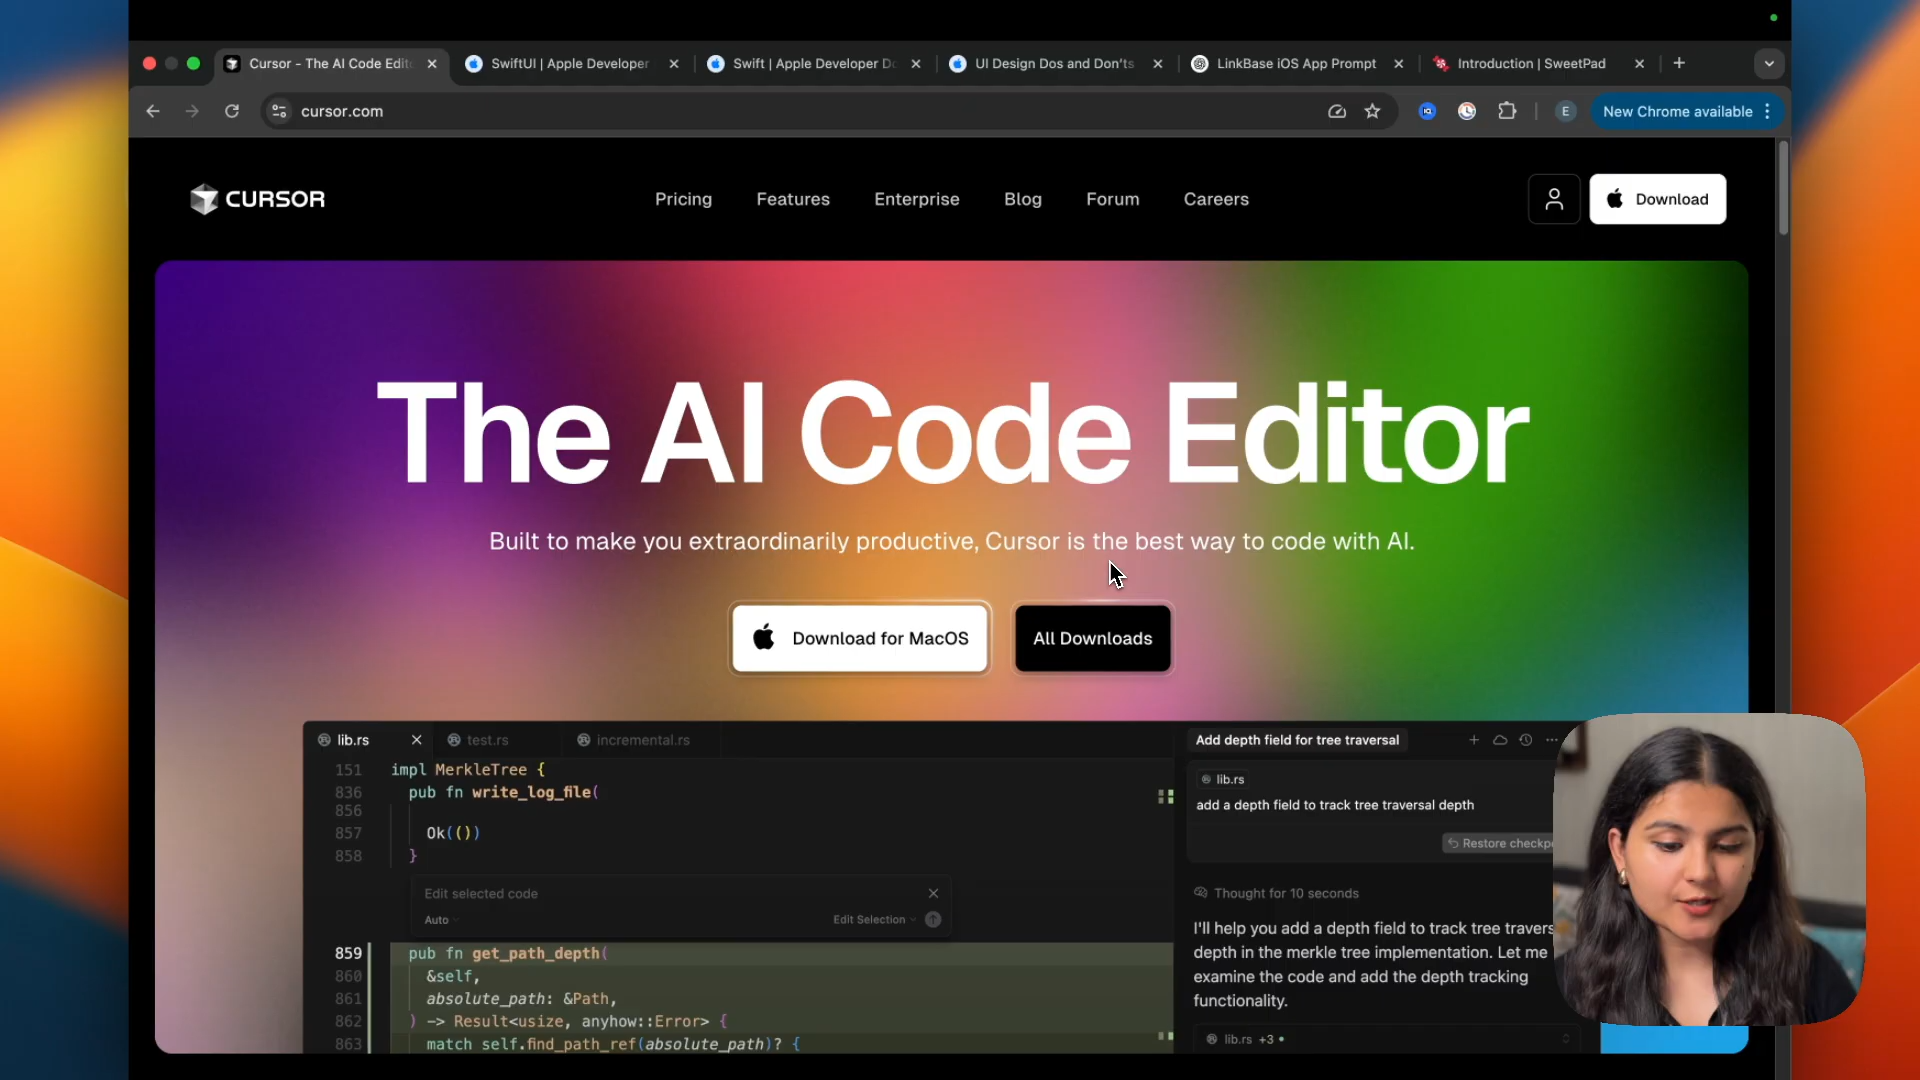 Cursor - The AI Code Edit
SwiftUI | Apple Developer
Swift | Apple Developer D
UI Design Dos and Don'ts
LinkBase iOS App Prompt
Introduction | SweetPad
cursor.com
E
New Chrome available
CURSOR
Pricing
Features
Enterprise
Blog
Forum
Careers
Download
The AI Code Editor
Built to make you extraordinarily productive, Cursor is the best way to code with AI.
Download for MacOS
All Downloads
lib.rs
test.rs
incremental.rs
151 impl MerkleTree {
836 pub fn write_log_file(
856
857 Ok(())
858 }
Edit selected code
Auto
Edit Selection
859 pub fn get_path_depth(
860 &self,
861 absolute_path: &Path,
862 ) -> Result<usize, anyhow::Error> {
863 match self.find_path_ref(absolute_path)? {
Add depth field for tree traversal
lib.rs
add a depth field to track tree traversal depth
Restore checkp
Thought for 10 seconds
I'll help you add a depth field to track tree travers
depth in the merkle tree implementation. Let me
examine the code and add the depth tracking
functionality.
lib.rs +3